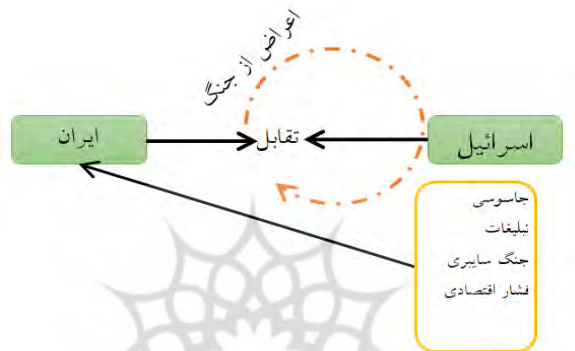 اعراض از جنگ
ایران
تقابل
اسرائیل
جاسوسی
تبلیغات
جنگ سایبری
فشار اقتصادی